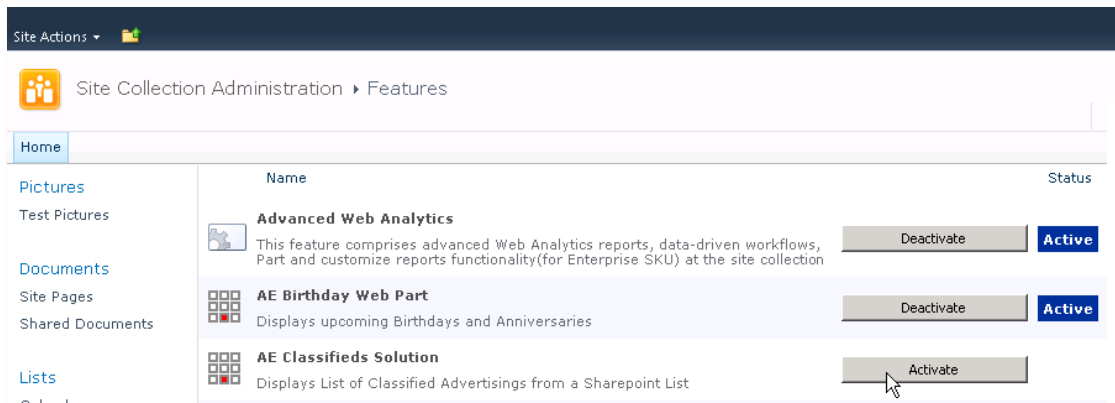 Site Actions
Site Collection Administration ▸ Features
Home
Pictures
Test Pictures
Documents
Site Pages
Shared Documents
Lists
Name
Status
Advanced Web Analytics
This feature comprises advanced Web Analytics reports, data-driven workflows,
Part and customize reports functionality(for Enterprise SKU) at the site collection
Deactivate
Active
AE Birthday Web Part
Displays upcoming Birthdays and Anniversaries
Deactivate
Active
AE Classifieds Solution
Displays List of Classified Advertisings from a Sharepoint List
Activate